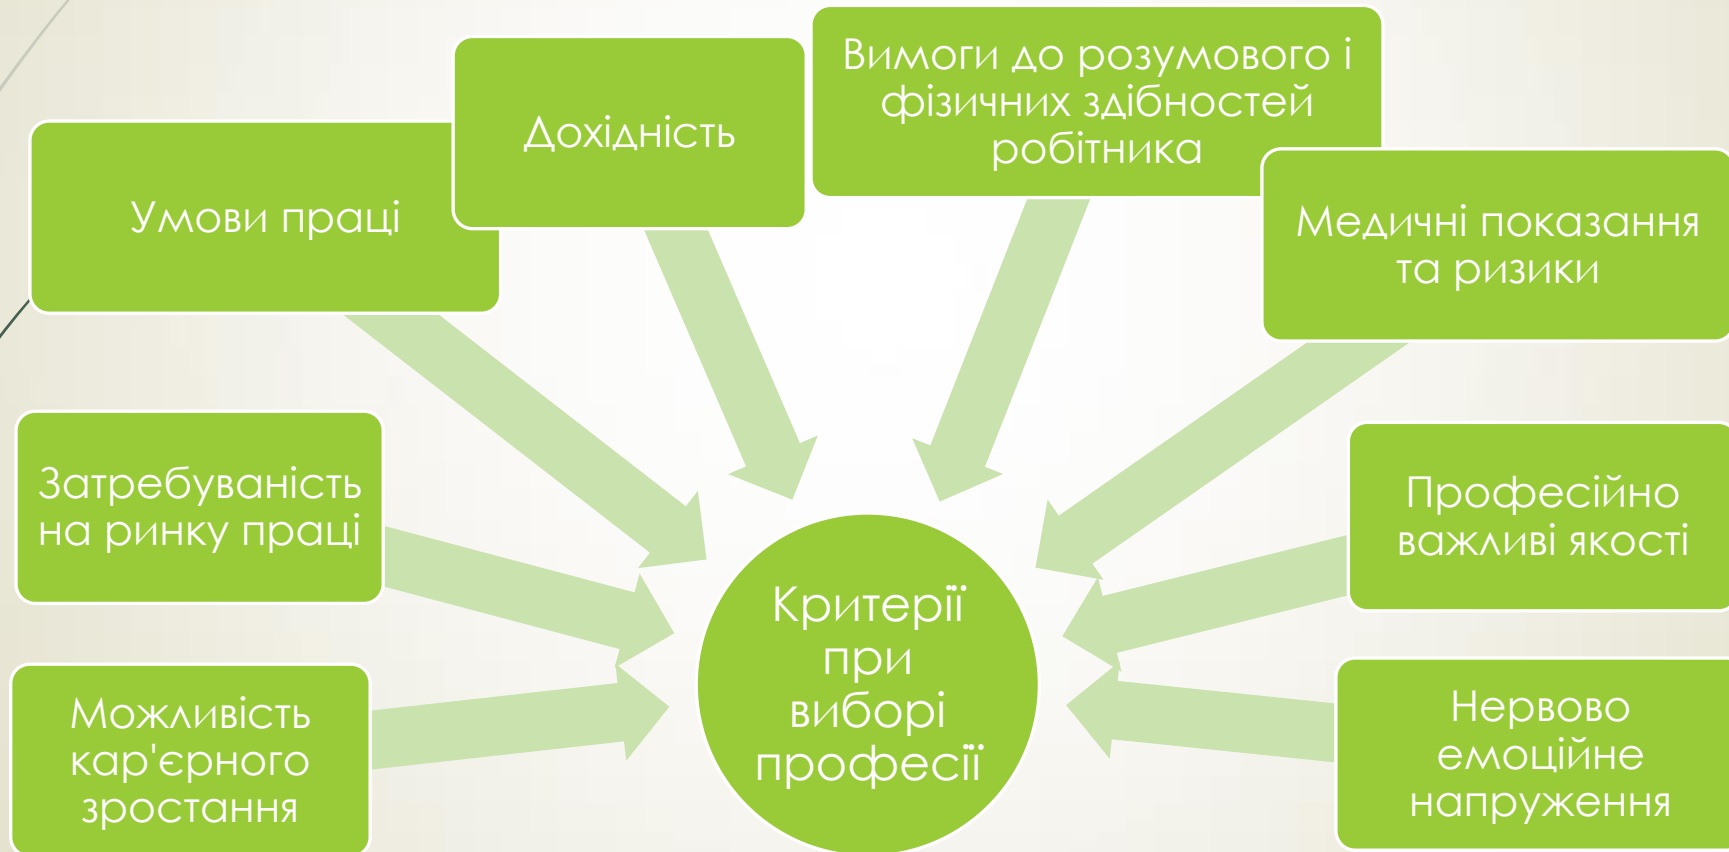 Вимоги до розумового і
фізичних здібностей
робітника
Дохідність
Умови праці
Медичні показання
та ризики
Затребуваність
на ринку праці
Професійно
важливі якості
Критерії
при
виборі
професії
Можливість
кар'єрного
зростання
Нервово
емоційне
напруження